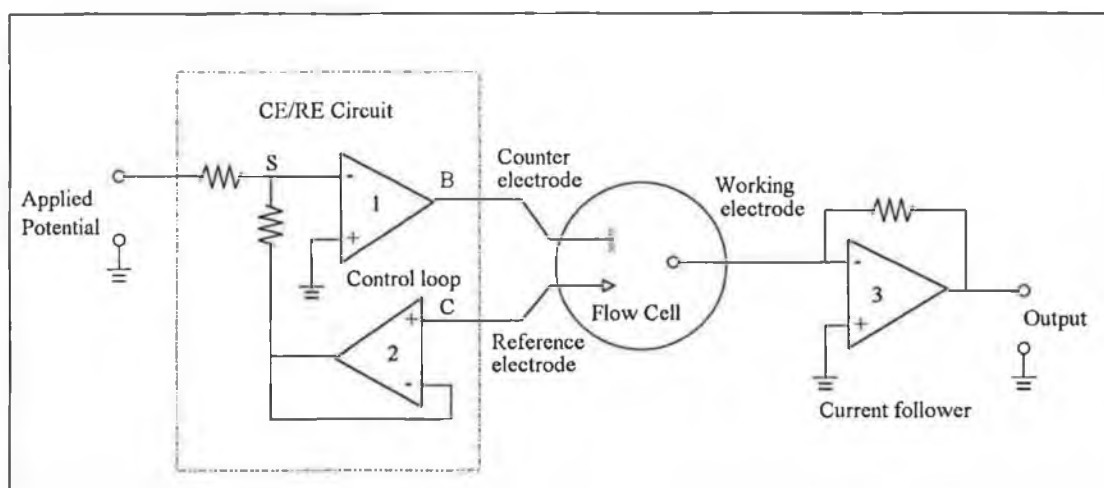 CE/RE Circuit
Applied
Potential
S
-
1
+
B
Counter
electrode
Working
electrode
Control loop
C
+
2
-
Reference
electrode
Flow Cell
-
3
+
Output
Current follower